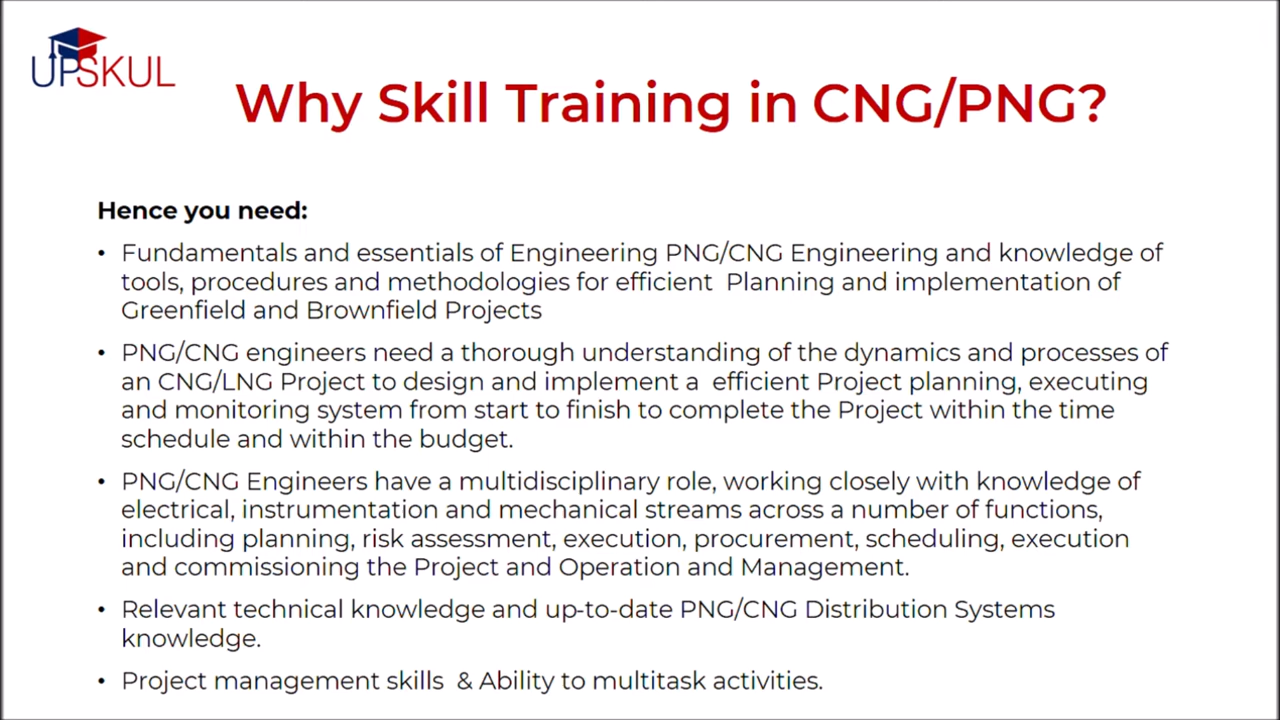 UPSKUL
Why Skill Training in CNG/PNG?
Hence you need:
• Fundamentals and essentials of Engineering PNG/CNG Engineering and knowledge of
tools, procedures and methodologies for efficient  Planning and implementation of
Greenfield and Brownfield Projects
• PNG/CNG engineers need a thorough understanding of the dynamics and processes of
an CNG/LNG Project to design and implement a  efficient Project planning, executing
and monitoring system from start to finish to complete the Project within the time
schedule and within the budget.
• PNG/CNG Engineers have a multidisciplinary role, working closely with knowledge of
electrical, instrumentation and mechanical streams across a number of functions,
including planning, risk assessment, execution, procurement, scheduling, execution
and commissioning the Project and Operation and Management.
• Relevant technical knowledge and up-to-date PNG/CNG Distribution Systems
knowledge.
• Project management skills  & Ability to multitask activities.